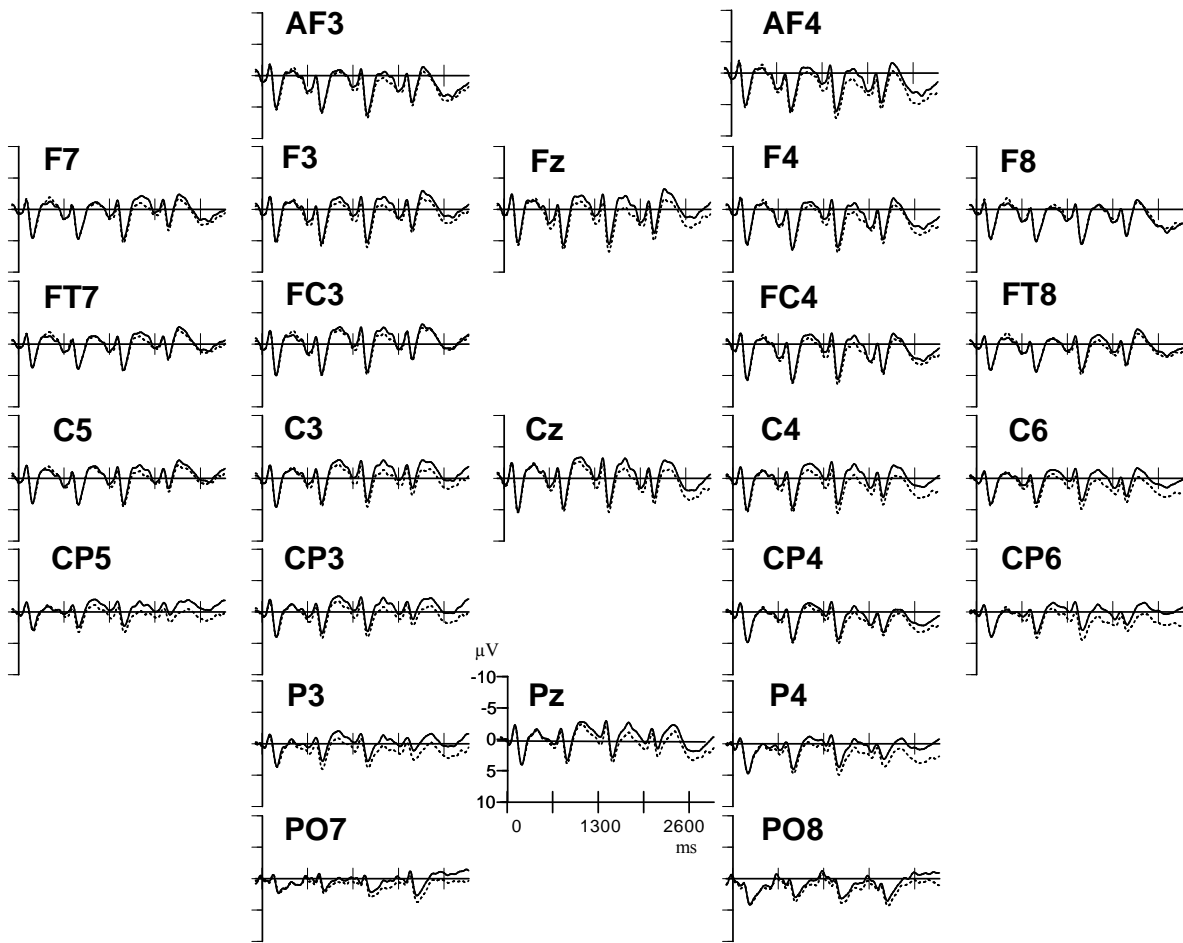 AF3 AF4
F7 F3 Fz F4 F8
FT7 FC3 FC4 FT8
C5 C3 Cz C4 C6
CP5 CP3 CP4 CP6
µV
-10
P3 Pz P4
-5
0
5
10
0 1300 2600
ms
PO7 PO8